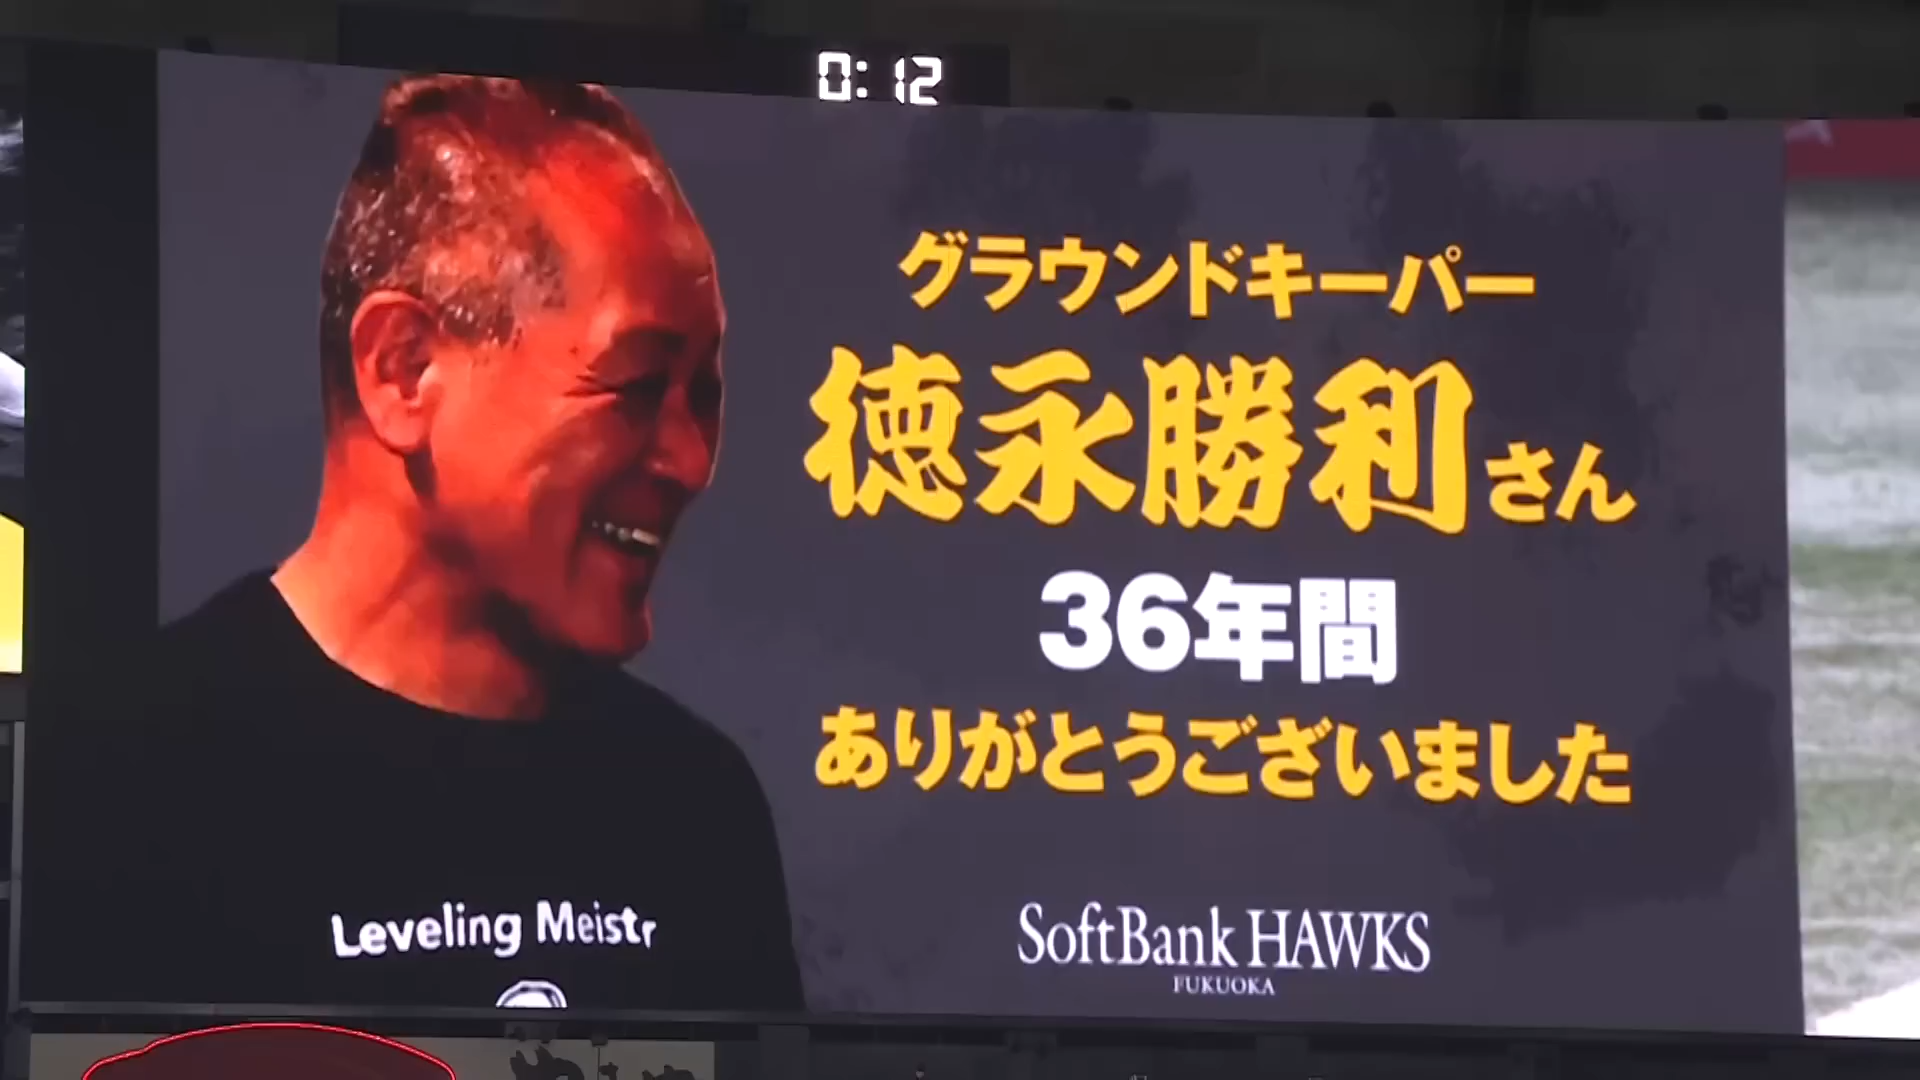 0:12
グラウンドキーパー
徳永勝利さん
36年間
ありがとうございました
Leveling Meistr
SoftBank HAWKS
FUKUOKA